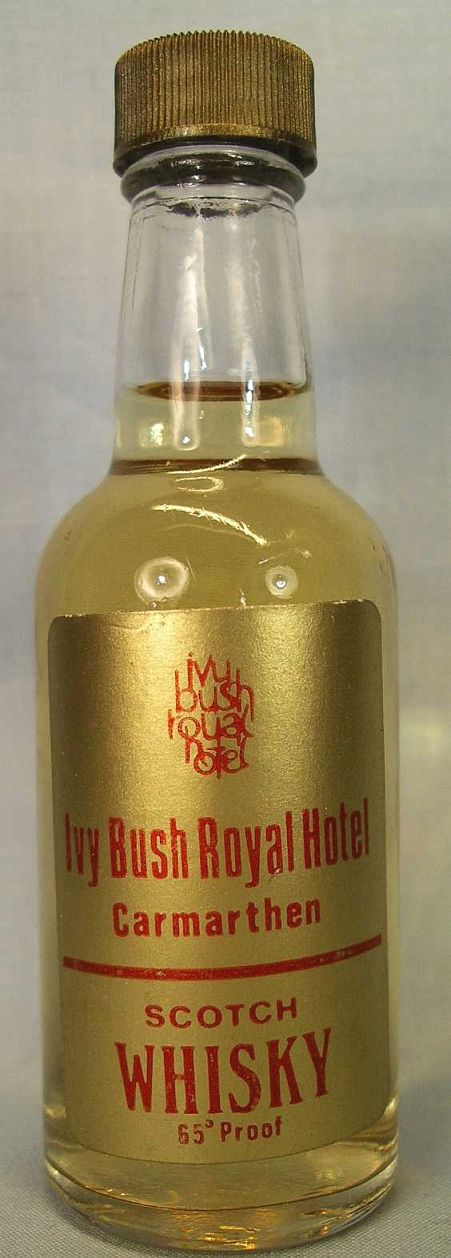 ivy
bush
royal
hotel
Ivy Bush Royal Hotel
Carmarthen
SCOTCH
WHISKY
65° Proof